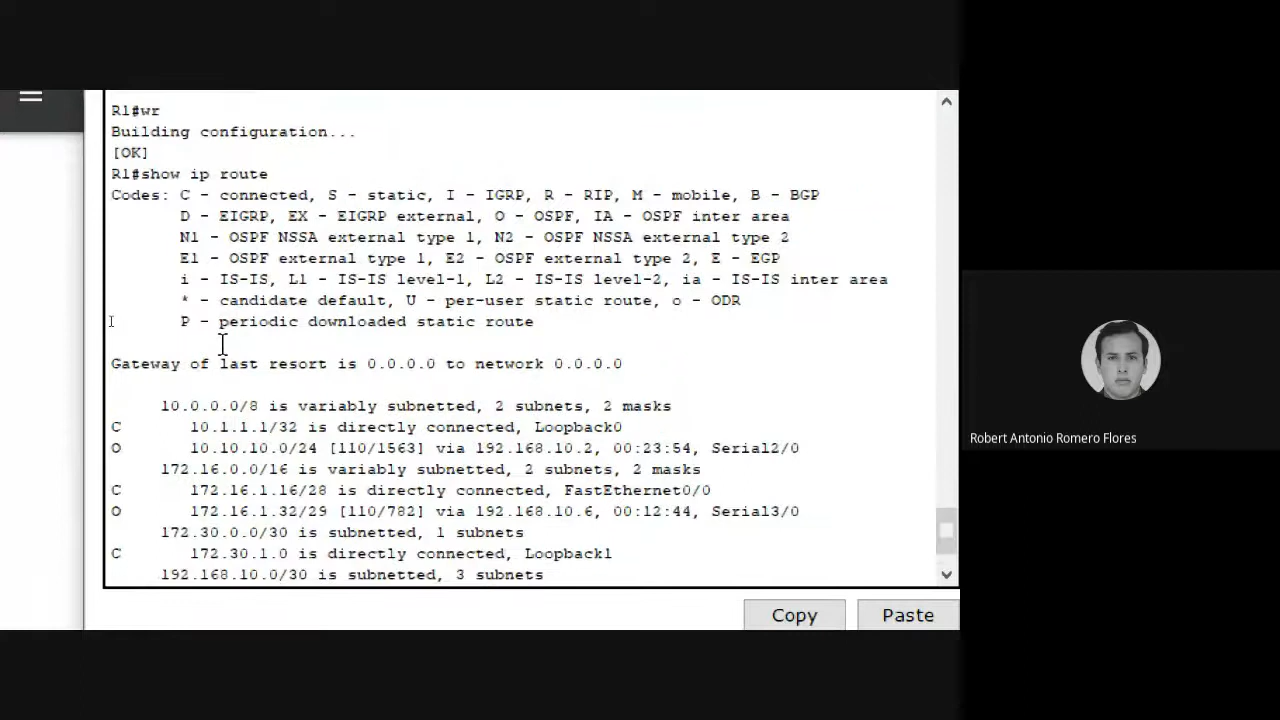 R1#wr
Building configuration...
[OK]
R1#show ip route
Codes: C - connected, S - static, I - IGRP, R - RIP, M - mobile, B - BGP
D - EIGRP, EX - EIGRP external, O - OSPF, IA - OSPF inter area
N1 - OSPF NSSA external type 1, N2 - OSPF NSSA external type 2
E1 - OSPF external type 1, E2 - OSPF external type 2, E - EGP
i - IS-IS, L1 - IS-IS level-1, L2 - IS-IS level-2, ia - IS-IS inter area
* - candidate default, U - per-user static route, o - ODR
P - periodic downloaded static route
Gateway of last resort is 0.0.0.0 to network 0.0.0.0
10.0.0.0/8 is variably subnetted, 2 subnets, 2 masks
C 10.1.1.1/32 is directly connected, Loopback0
O 10.10.10.0/24 [110/1563] via 192.168.10.2, 00:23:54, Serial2/0
172.16.0.0/16 is variably subnetted, 2 subnets, 2 masks
C 172.16.1.16/28 is directly connected, FastEthernet0/0
O 172.16.1.32/29 [110/782] via 192.168.10.6, 00:12:44, Serial3/0
172.30.0.0/30 is subnetted, 1 subnets
C 172.30.1.0 is directly connected, Loopback1
192.168.10.0/30 is subnetted, 3 subnets
Copy Paste
Robert Antonio Romero Flores